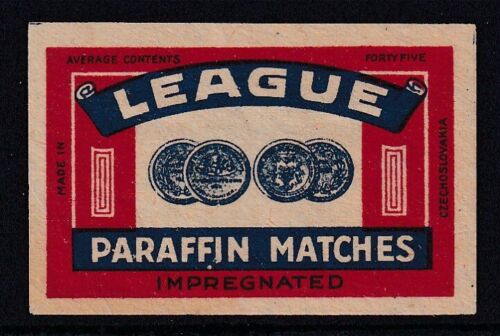 AVERAGE CONTENTS FORTY FIVE
LEAGUE
MADE IN
CZECHOSLOVAKIA
PARAFFIN MATCHES
IMPREGNATED